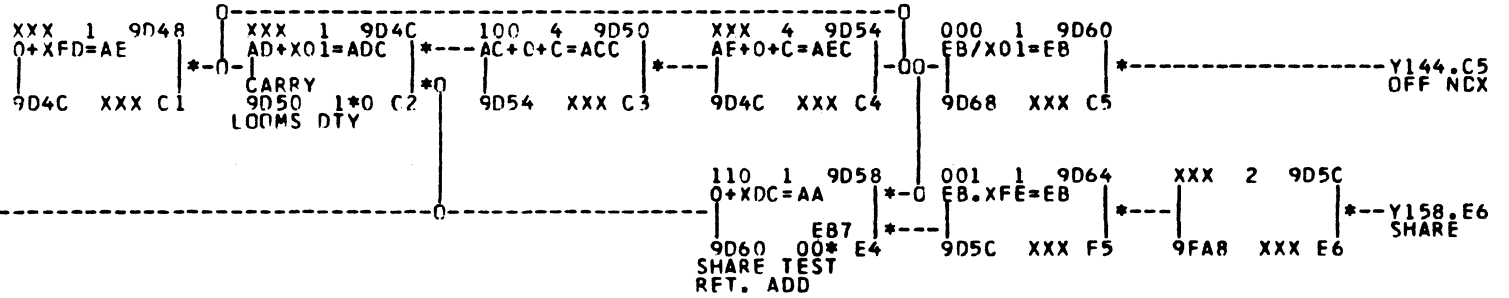 XXX 1 9D48 XXX 1 9D4C 100 4 9D50 XXX 4 9D54 000 1 9D60
0+XFD=AE AD+X01=ADC *---AC+0+C=ACC AE+0+C=AEC EB/X01=EB
CARRY
*----------------Y144.C5
OFF NDX
9D4C XXX C1 9D50 1*0 C2 9D54 XXX C3 9D4C XXX C4 9D68 XXX C5
LOOMS DTY
110 1 9D58 001 1 9D64 XXX 2 9D5C
0+XDC=AA EB.XFE=EB
*--Y158.E6
EB7 SHARE
9D60 00* E4 9D5C XXX F5 9FA8 XXX E6
SHARE TEST
RET. ADD